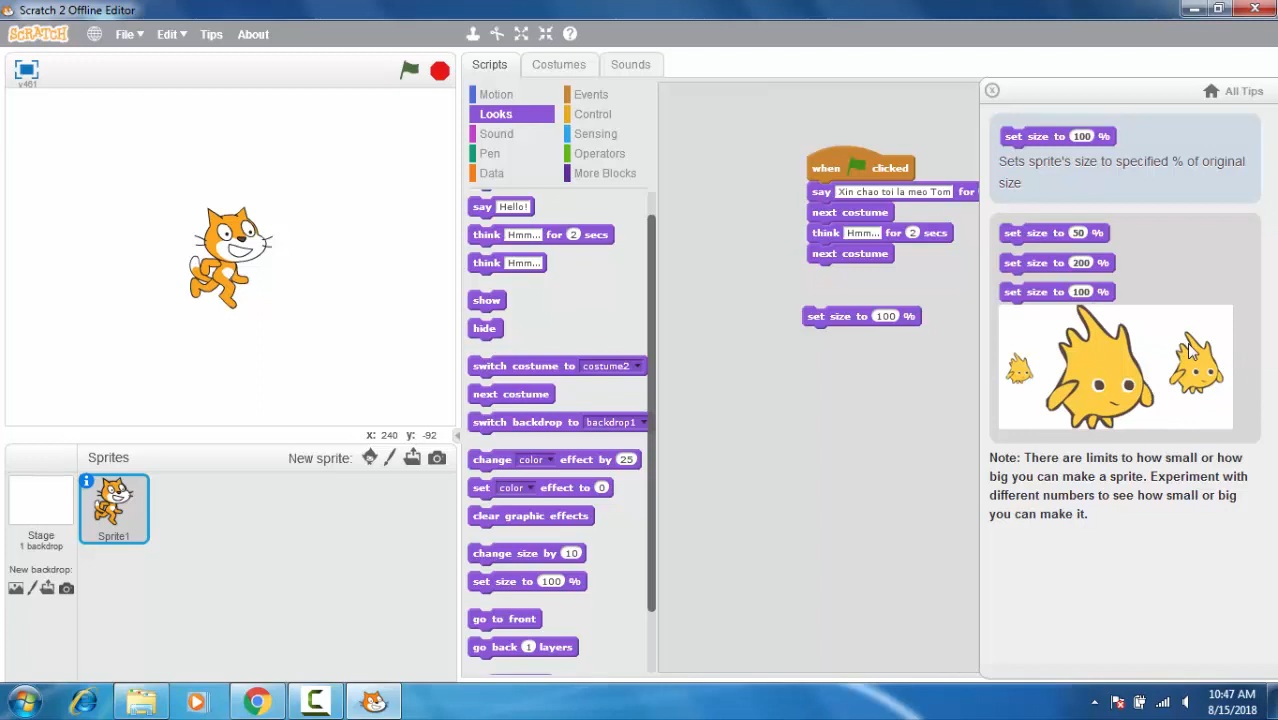 Scratch 2 Offline Editor
SCRATCH File Edit Tips About
v461
Scripts Costumes Sounds
Motion Events
Looks Control
Sound Sensing
Pen Operators
Data More Blocks
say Hello!
think Hmm... for 2 secs
think Hmm...
show
hide
switch costume to costume2
next costume
switch backdrop to backdrop1
change color effect by 25
set color effect to 0
clear graphic effects
change size by 10
set size to 100 %
go to front
go back 1 layers
when clicked
say Xin chao toi la meo Tom for
next costume
think Hmm... for 2 secs
next costume
set size to 100 %
x All Tips
set size to 100 %
Sets sprite's size to specified % of original
size
set size to 50 %
set size to 200 %
set size to 100 %
Note: There are limits to how small or how
big you can make a sprite. Experiment with
different numbers to see how small or big
you can make it.
x: 240 y: -92
Sprites New sprite:
Stage
1 backdrop
New backdrop:
Sprite1
10:47 AM
8/15/2018